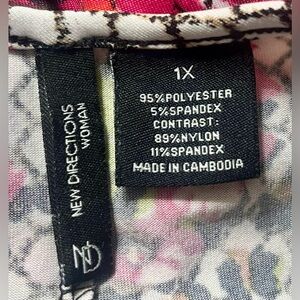 NEW DIRECTIONS
WOMAN
ND
1X
95%POLYESTER
5%SPANDEX
CONTRAST:
89%NYLON
11%SPANDEX
MADE IN CAMBODIA